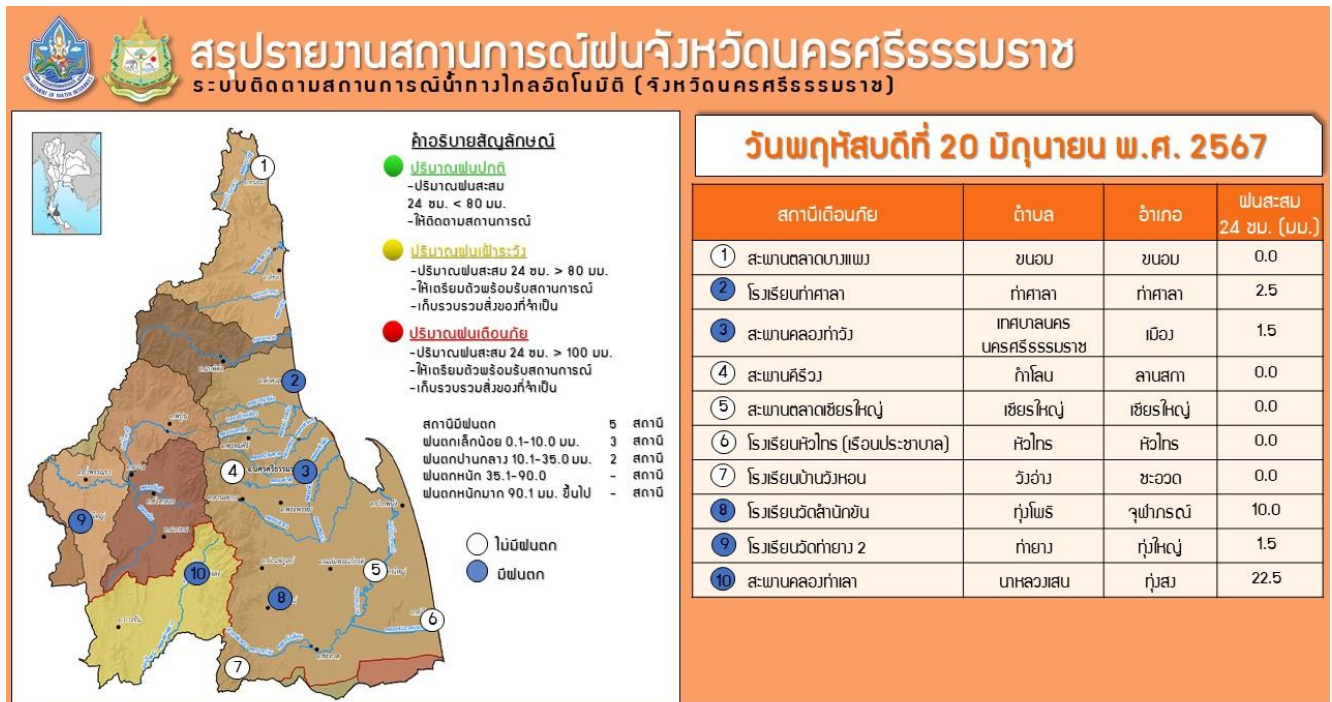 สรุปรายงานสถานการณ์ฝนจังหวัดนครศรีธรรมราช
ระบบติดตามสถานการณ์น้ำทางไกลอัตโนมัติ (จังหวัดนครศรีธรรมราช)
คำอธิบายสัญลักษณ์
ปริมาณฝนปกติ
-ปริมาณฝนสะสม
24 ชม. < 80 มม.
-ให้ติดตามสถานการณ์
ปริมาณฝนเฝ้าระวัง
-ปริมาณฝนสะสม 24 ชม. > 80 มม.
-ให้เตรียมตัวพร้อมรับสถานการณ์
-เก็บรวบรวมสิ่งของที่จำเป็น
ปริมาณฝนเตือนภัย
-ปริมาณฝนสะสม 24 ชม. > 100 มม.
-ให้เตรียมตัวพร้อมรับสถานการณ์
-เก็บรวบรวมสิ่งของที่จำเป็น
สถานีมีฝนตก 5 สถานี
ฝนตกเล็กน้อย 0.1-10.0 มม. 3 สถานี
ฝนตกปานกลาง 10.1-35.0 มม. 2 สถานี
ฝนตกหนัก 35.1-90.0 - สถานี
ฝนตกหนักมาก 90.1 มม. ขึ้นไป - สถานี
ไม่มีฝนตก
มีฝนตก
1
2
4
3
9
10
5
8
6
7
วันพฤหัสบดีที่ 20 มิถุนายน พ.ศ. 2567
สถานีเตือนภัย ตำบล อำเภอ ฝนสะสม
24 ชม. (มม.)
1 สะพานตลาดบางแพง ขนอม ขนอม 0.0
2 โรงเรียนท่าศาลา ท่าศาลา ท่าศาลา 2.5
3 สะพานคลองท่าวัง เทศบาลนคร
นครศรีธรรมราช เมือง 1.5
4 สะพานคีรีวง กำโลน ลานสกา 0.0
5 สะพานตลาดเชียรใหญ่ เชียรใหญ่ เชียรใหญ่ 0.0
6 โรงเรียนหัวไทร (เรือนประชาบาล) หัวไทร หัวไทร 0.0
7 โรงเรียนบ้านวังหอน วังอ่าง ชะอวด 0.0
8 โรงเรียนวัดสำนักขัน ทุ่งโพธิ จุฬาภรณ์ 10.0
9 โรงเรียนวัดท่ายาง 2 ท่ายาง ทุ่งใหญ่ 1.5
10 สะพานคลองท่าเลา นาหลวงเสน ทุ่งสง 22.5